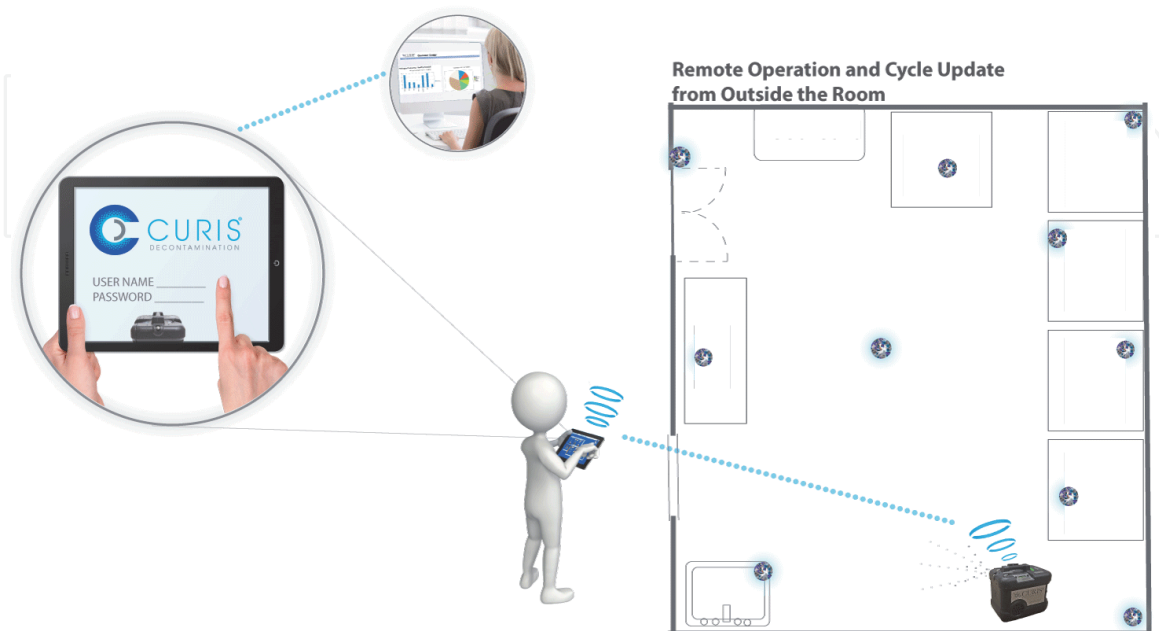 Remote Operation and Cycle Update
from Outside the Room
CURIS®
DECONTAMINATION
USER NAME
PASSWORD